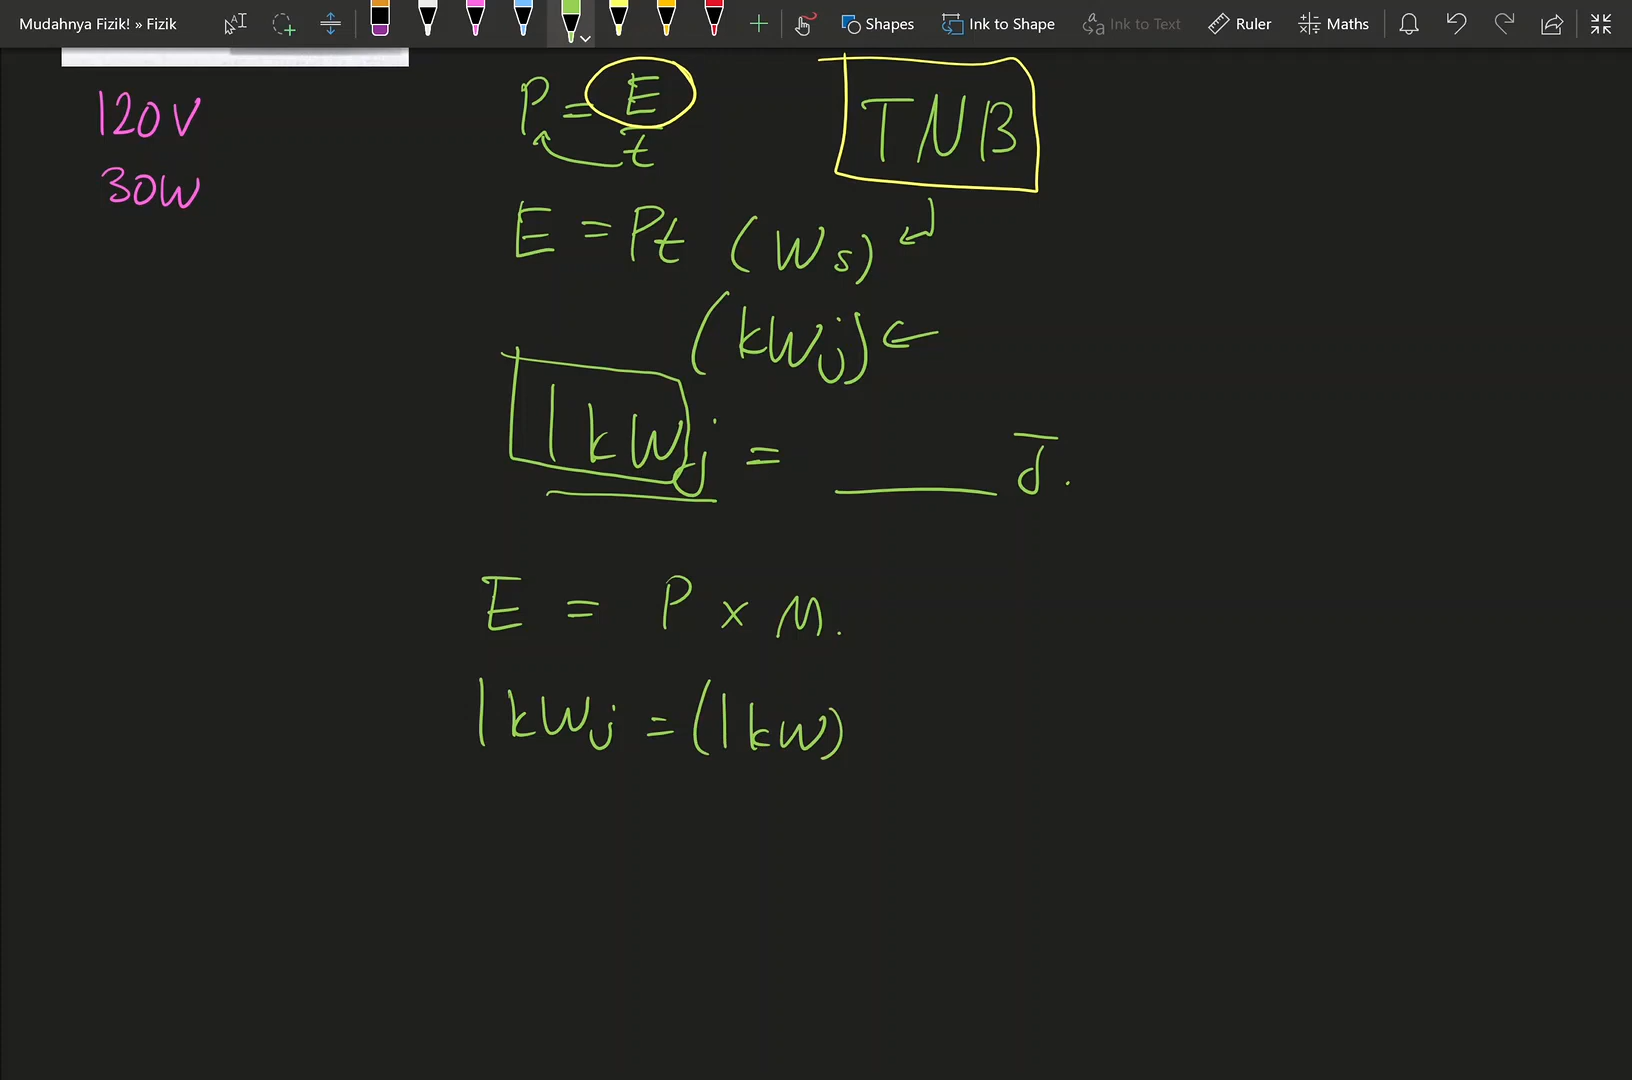 Mudahnya Fizik! » Fizik
Shapes
Ink to Shape
Ink to Text
Ruler
Maths
120V
30W
P = E/t
TNB
E = Pt (Ws)
(kWj)
1kWj = ____ J.
E = P x M.
1kWj = (1kW)